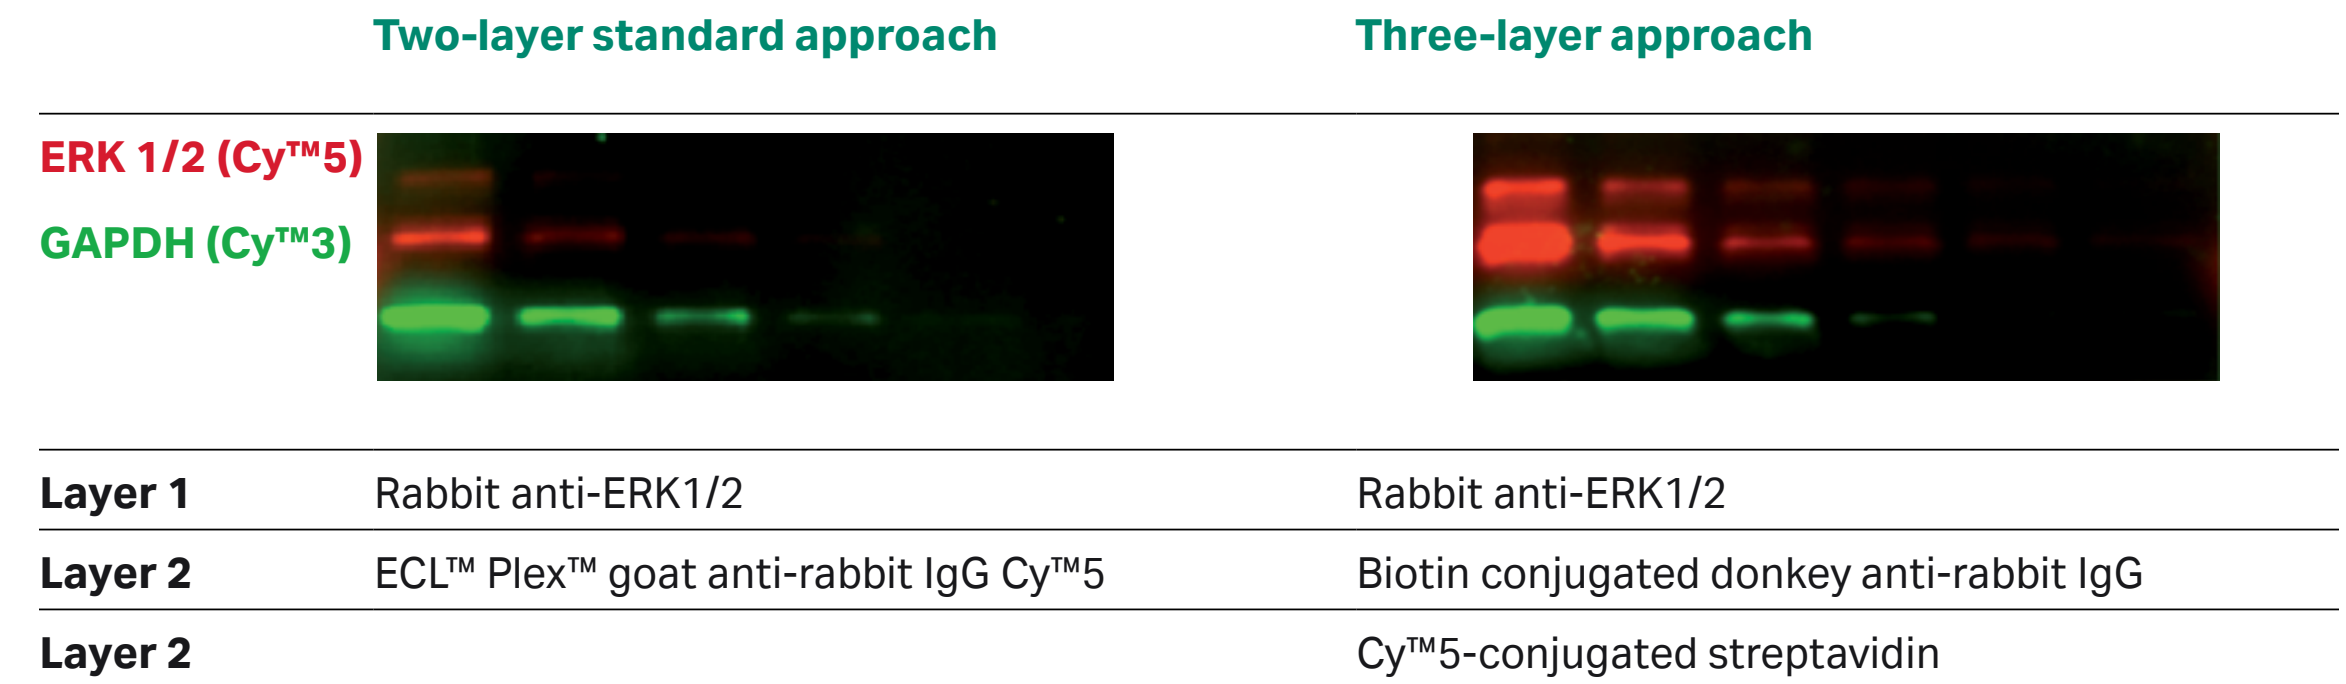 Two-layer standard approach Three-layer approach
ERK 1/2 (Cy™5)
GAPDH (Cy™3)
Layer 1 Rabbit anti-ERK1/2 Rabbit anti-ERK1/2
Layer 2 ECL™ Plex™ goat anti-rabbit IgG Cy™5 Biotin conjugated donkey anti-rabbit IgG
Layer 2 Cy™5-conjugated streptavidin